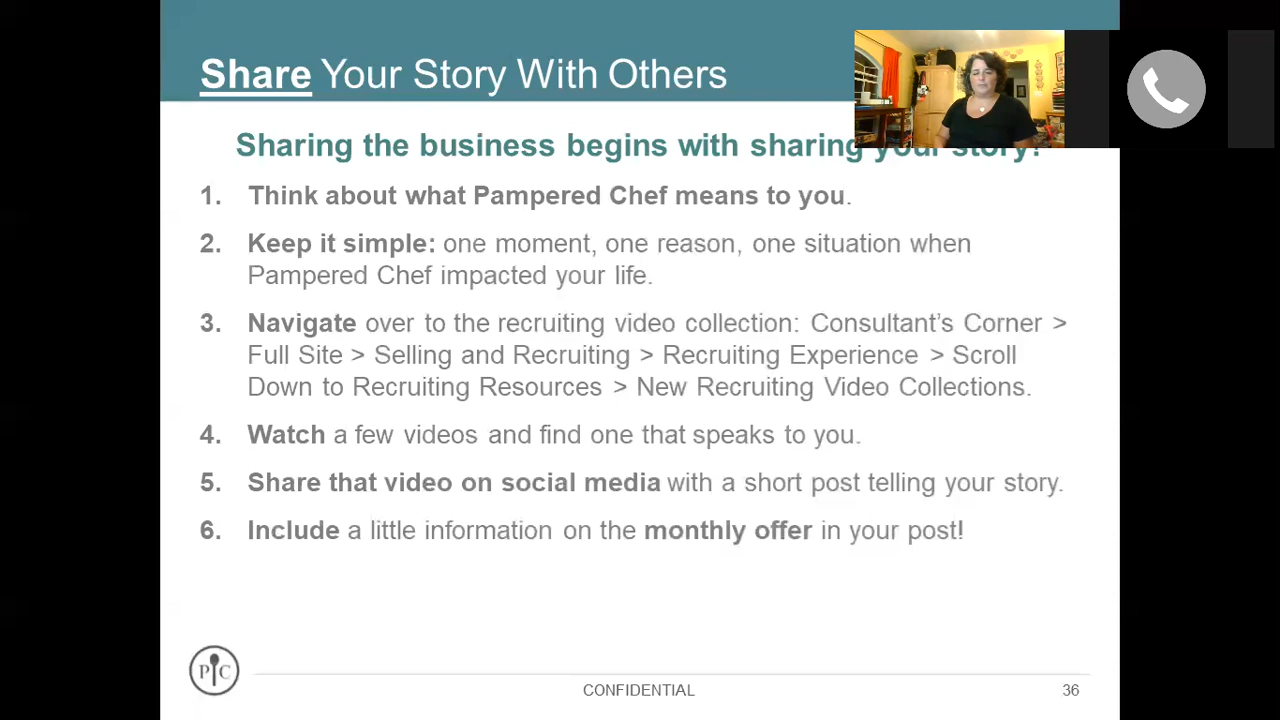 Share Your Story With Others
Sharing the business begins with sharing your story!
1. Think about what Pampered Chef means to you.
2. Keep it simple: one moment, one reason, one situation when
Pampered Chef impacted your life.
3. Navigate over to the recruiting video collection: Consultant's Corner >
Full Site > Selling and Recruiting > Recruiting Experience > Scroll
Down to Recruiting Resources > New Recruiting Video Collections.
4. Watch a few videos and find one that speaks to you.
5. Share that video on social media with a short post telling your story.
6. Include a little information on the monthly offer in your post!
PC
CONFIDENTIAL
36